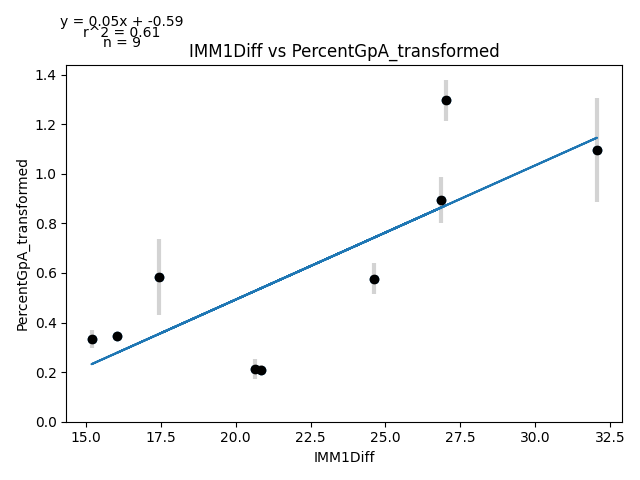 y = 0.05x + -0.59
r^2 = 0.61
n = 9
IMM1Diff vs PercentGpA_transformed
PercentGpA_transformed
1.4
1.2
1.0
0.8
0.6
0.4
0.2
0.0
15.0 17.5 20.0 22.5 25.0 27.5 30.0 32.5
IMM1Diff